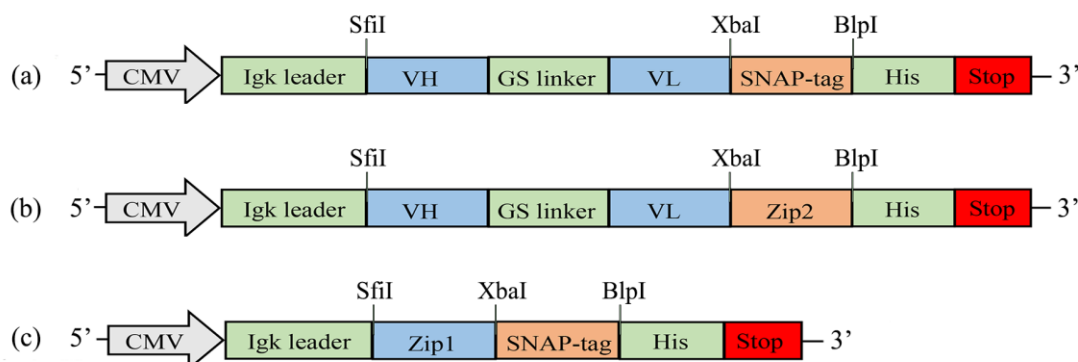 SfiI XbaI BlpI
(a) 5’ CMV Igk leader VH GS linker VL SNAP-tag His Stop 3’
SfiI XbaI BlpI
(b) 5’ CMV Igk leader VH GS linker VL Zip2 His Stop 3’
SfiI XbaI BlpI
(c) 5’ CMV Igk leader Zip1 SNAP-tag His Stop 3’